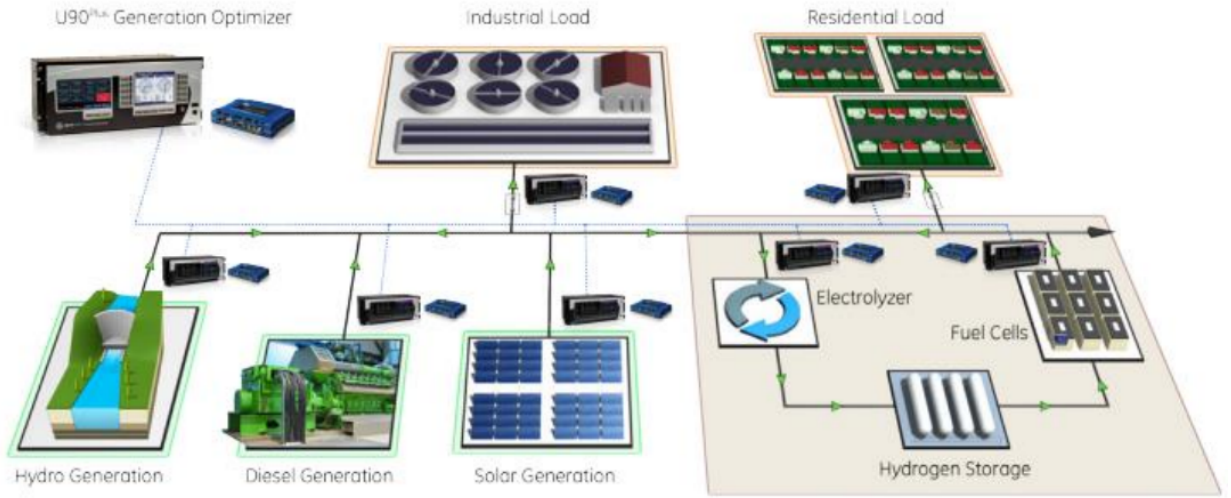 U90Plus Generation Optimizer
Industrial Load
Residential Load
Electrolyzer
Fuel Cells
Hydro Generation
Diesel Generation
Solar Generation
Hydrogen Storage